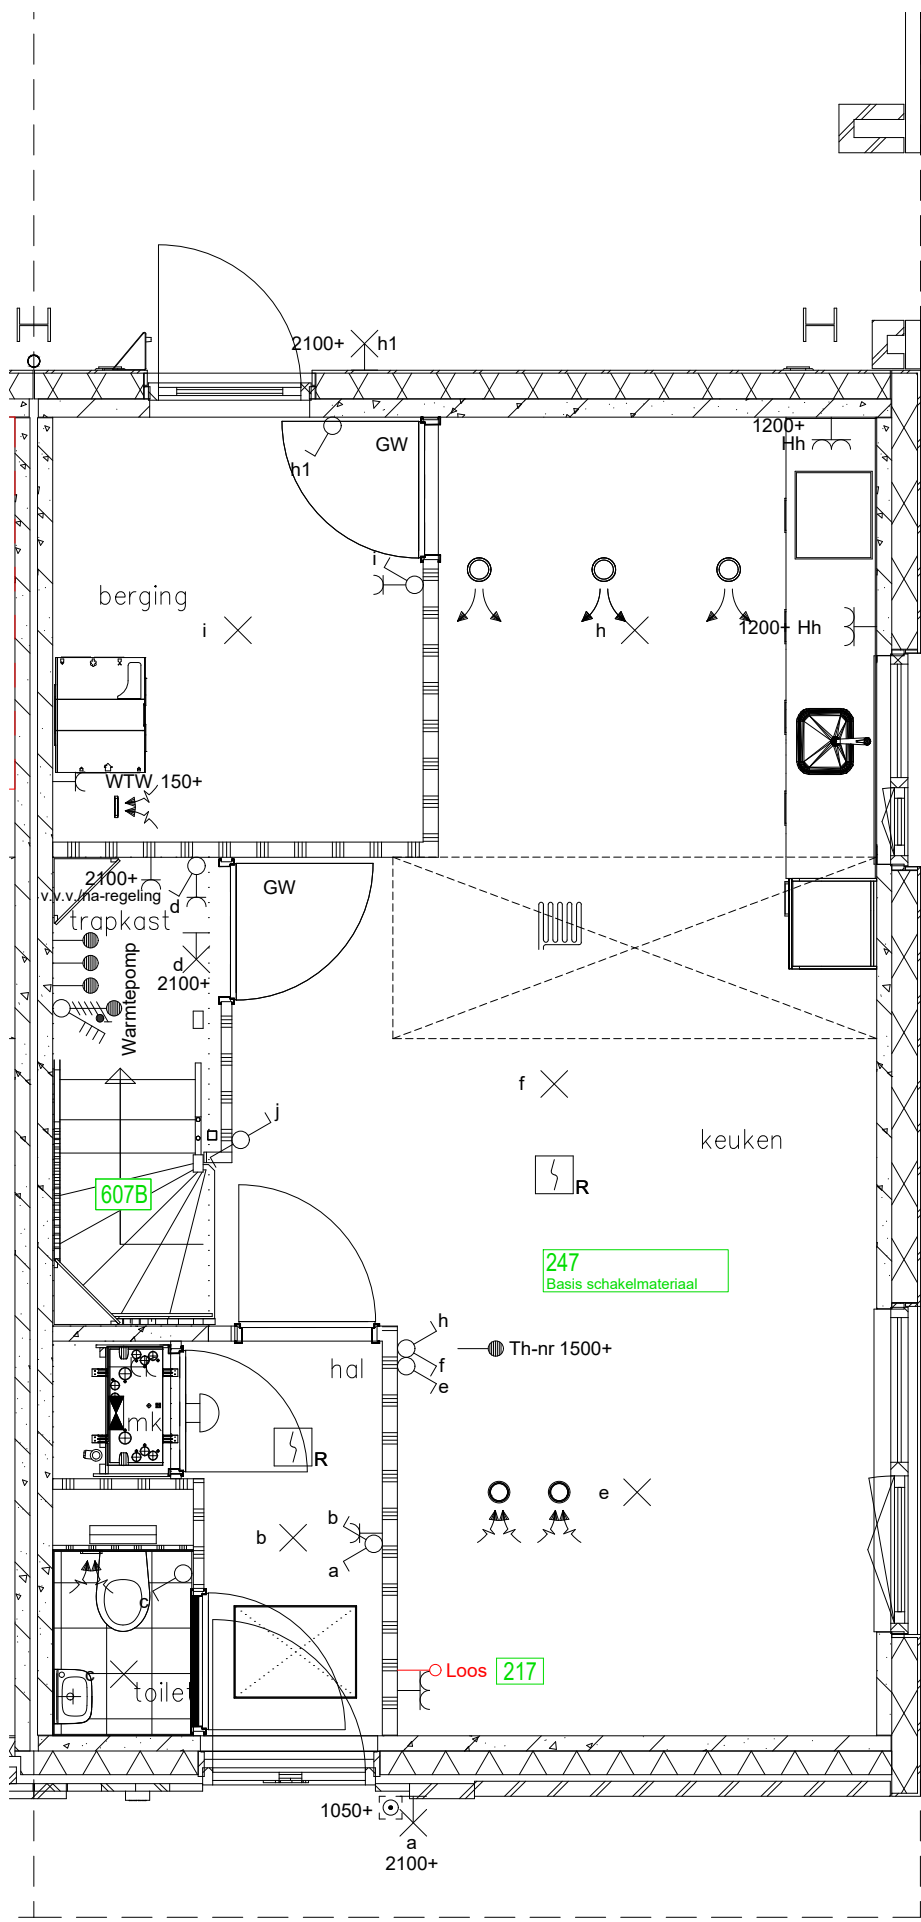 2100+ h1
1200+
Hh
GW
h1
i
berging
i
h
1200+ Hh
WTW 150+
2100+
v.v.v./na-regeling
d
GW
trapkast
d
2100+
Warmtepomp
f
j
keuken
R
607B
247
Basis schakelmateriaal
h
hal
f
Th-nr 1500+
e
mk
R
e
b
b
a
c
c
toilet
Loos 217
1050+
a
2100+